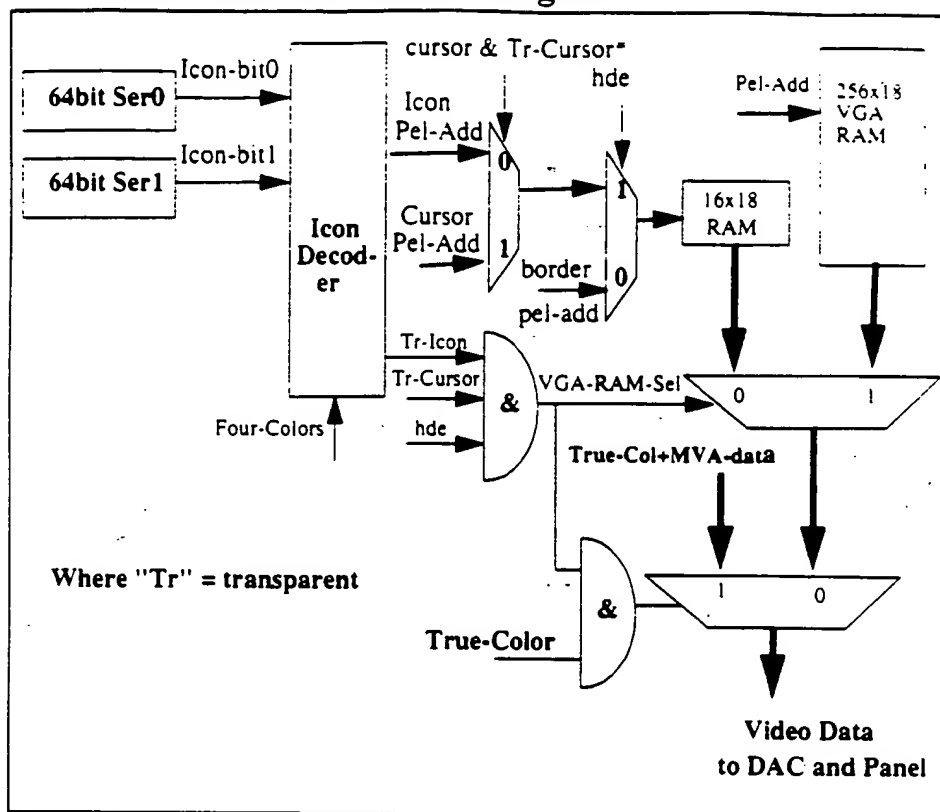 cursor & Tr-Cursor*
hde
64bit Ser0
Icon-bit0
64bit Ser1
Icon-bit1
Icon
Decod-
er
Four-Colors
Icon
Pel-Add
0
Cursor
Pel-Add
1
1
0
border
pel-add
16x18
RAM
Pel-Add
256x18
VGA
RAM
Tr-Icon
Tr-Cursor
hde
&
VGA-RAM-Sel
0
1
True-Col+MVA-data
Where "Tr" = transparent
True-Color
&
1
0
Video Data
to DAC and Panel